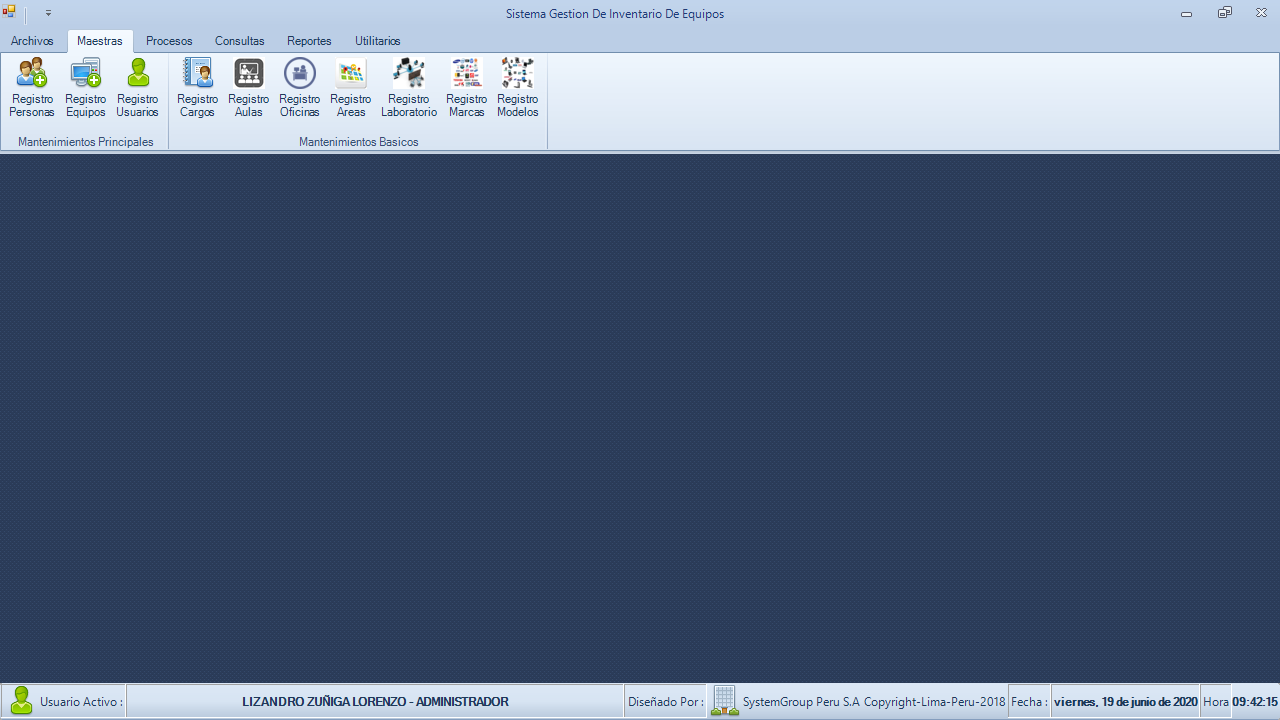 Sistema Gestion De Inventario De Equipos
Archivos Maestras Procesos Consultas Reportes Utilitarios
Registro Personas
Registro Equipos
Registro Usuarios
Mantenimientos Principales
Registro Cargos
Registro Aulas
Registro Oficinas
Registro Areas
Registro Laboratorio
Registro Marcas
Registro Modelos
Mantenimientos Basicos
Usuario Activo : LIZANDRO ZUÑIGA LORENZO - ADMINISTRADOR Diseñado Por : SystemGroup Peru S.A Copyright-Lima-Peru-2018 Fecha : viernes, 19 de junio de 2020 Hora 09:42:15